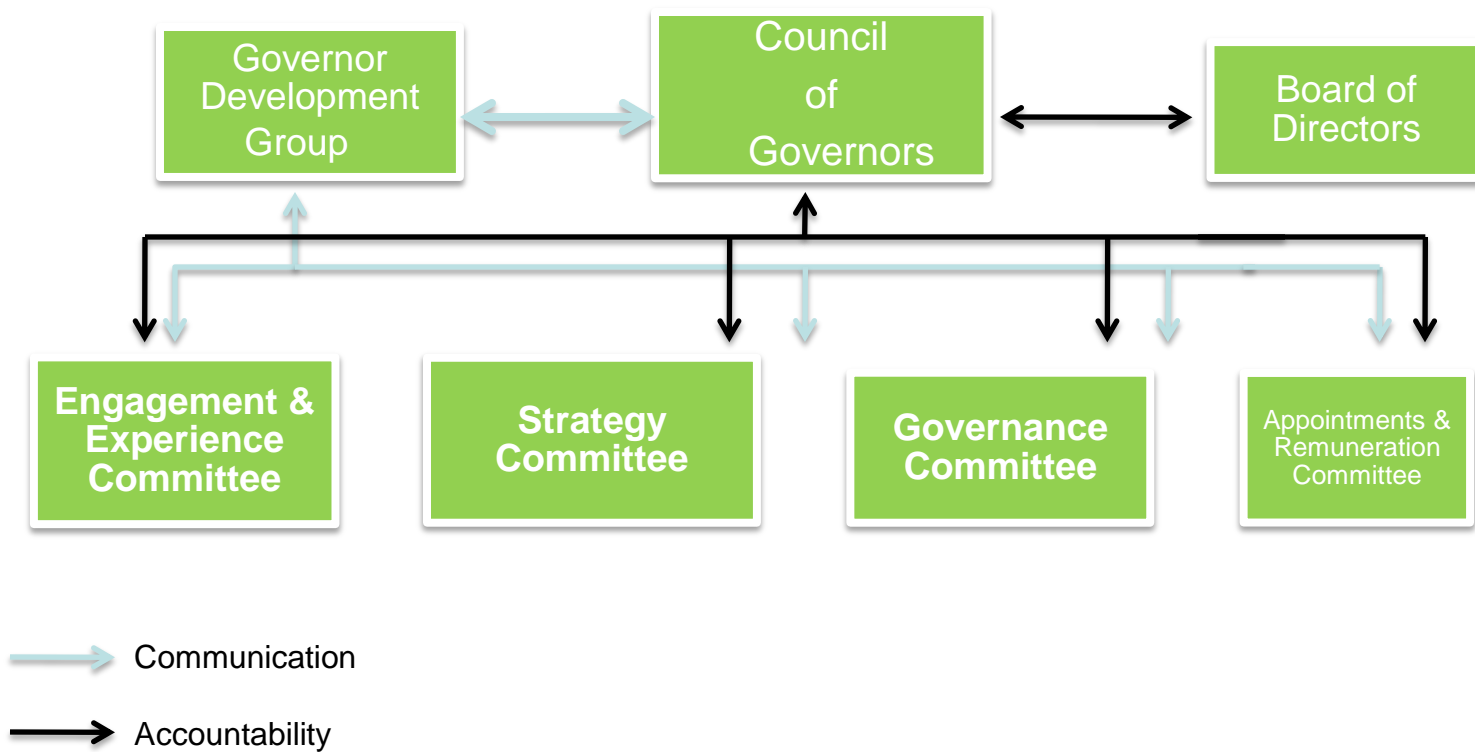 Governor
Development
Group
Council
of
Governors
Board of
Directors
Engagement &
Experience
Committee
Strategy
Committee
Governance
Committee
Appointments &
Remuneration
Committee
Communication
Accountability